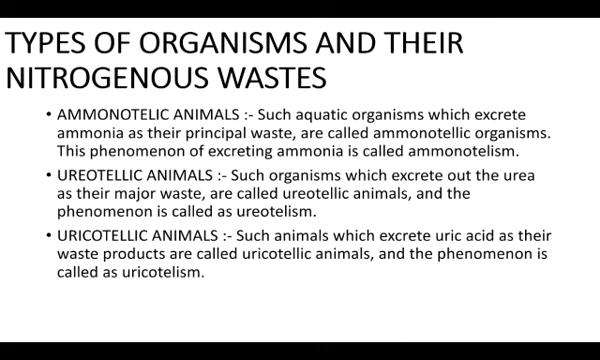 TYPES OF ORGANISMS AND THEIR
NITROGENOUS WASTES
• AMMONOTELIC ANIMALS :- Such aquatic organisms which excrete
ammonia as their principal waste, are called ammonotellic organisms.
This phenomenon of excreting ammonia is called ammonotelism.
• UREOTELLIC ANIMALS :- Such organisms which excrete out the urea
as their major waste, are called ureotellic animals, and the
phenomenon is called as ureotelism.
• URICOTELLIC ANIMALS :- Such animals which excrete uric acid as their
waste products are called uricotellic animals, and the phenomenon is
called as uricotelism.